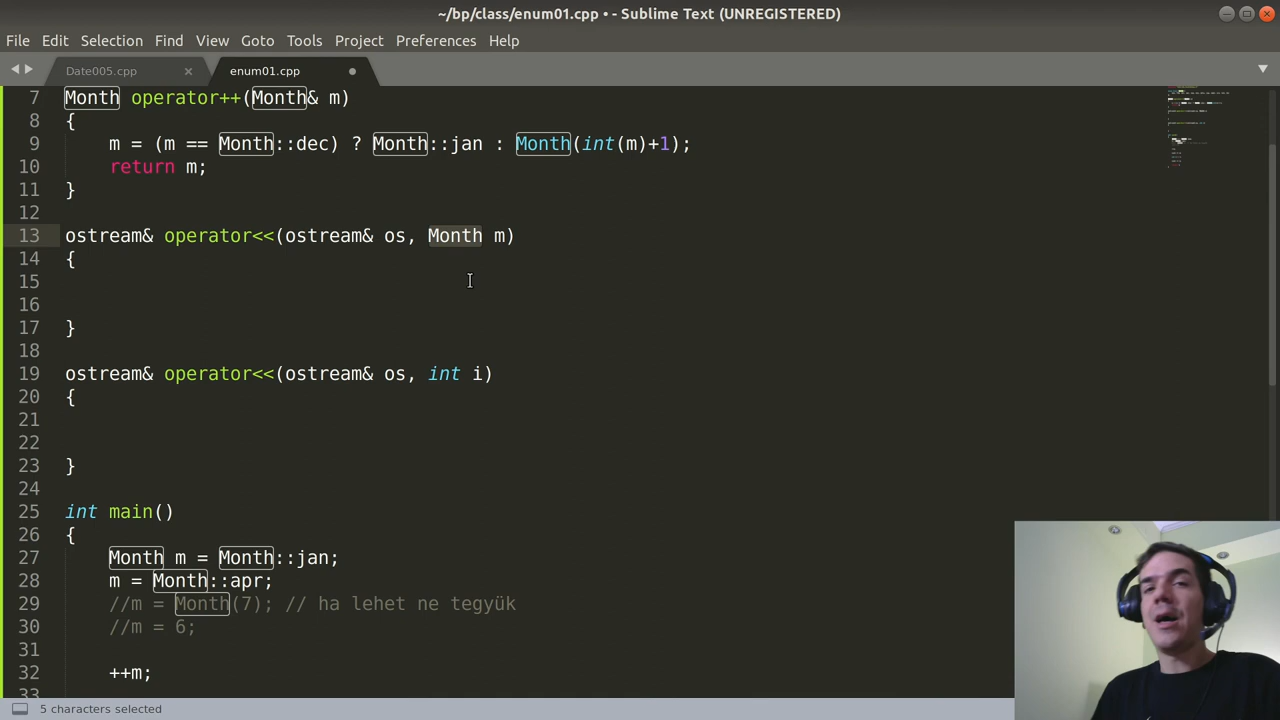 ~/bp/class/enum01.cpp • - Sublime Text (UNREGISTERED)
File Edit Selection Find View Goto Tools Project Preferences Help
Date005.cpp × enum01.cpp
7 Month operator++(Month& m)
8 {
9 m = (m == Month::dec) ? Month::jan : Month(int(m)+1);
10 return m;
11 }
12
13 ostream& operator<<(ostream& os, Month m)
14 {
15
16
17 }
18
19 ostream& operator<<(ostream& os, int i)
20 {
21
22
23 }
24
25 int main()
26 {
27 Month m = Month::jan;
28 m = Month::apr;
29 //m = Month(7); // ha lehet ne tegyük
30 //m = 6;
31
32 ++m;
33
5 characters selected